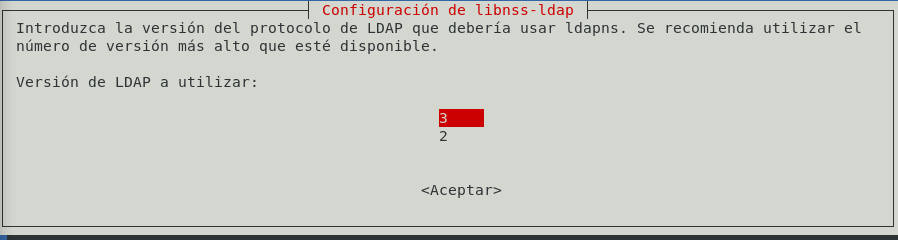 Configuración de libnss-ldap
Introduzca la versión del protocolo de LDAP que debería usar ldapns. Se recomienda utilizar el
número de versión más alto que esté disponible.
Versión de LDAP a utilizar:
3
2
<Aceptar>